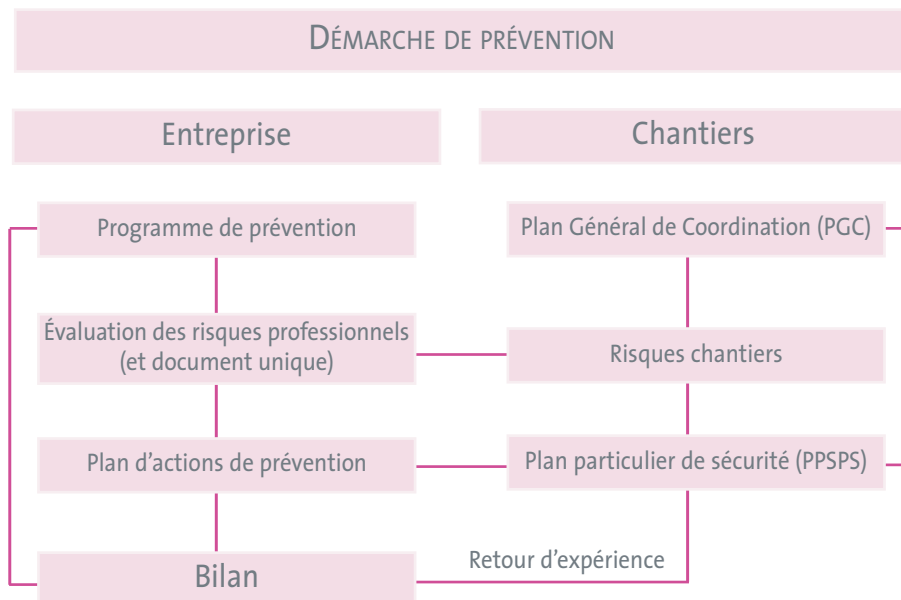 DÉMARCHE DE PRÉVENTION
Entreprise
Chantiers
Programme de prévention
Plan Général de Coordination (PGC)
Évaluation des risques professionnels
(et document unique)
Risques chantiers
Plan d'actions de prévention
Plan particulier de sécurité (PPSPS)
Bilan
Retour d'expérience